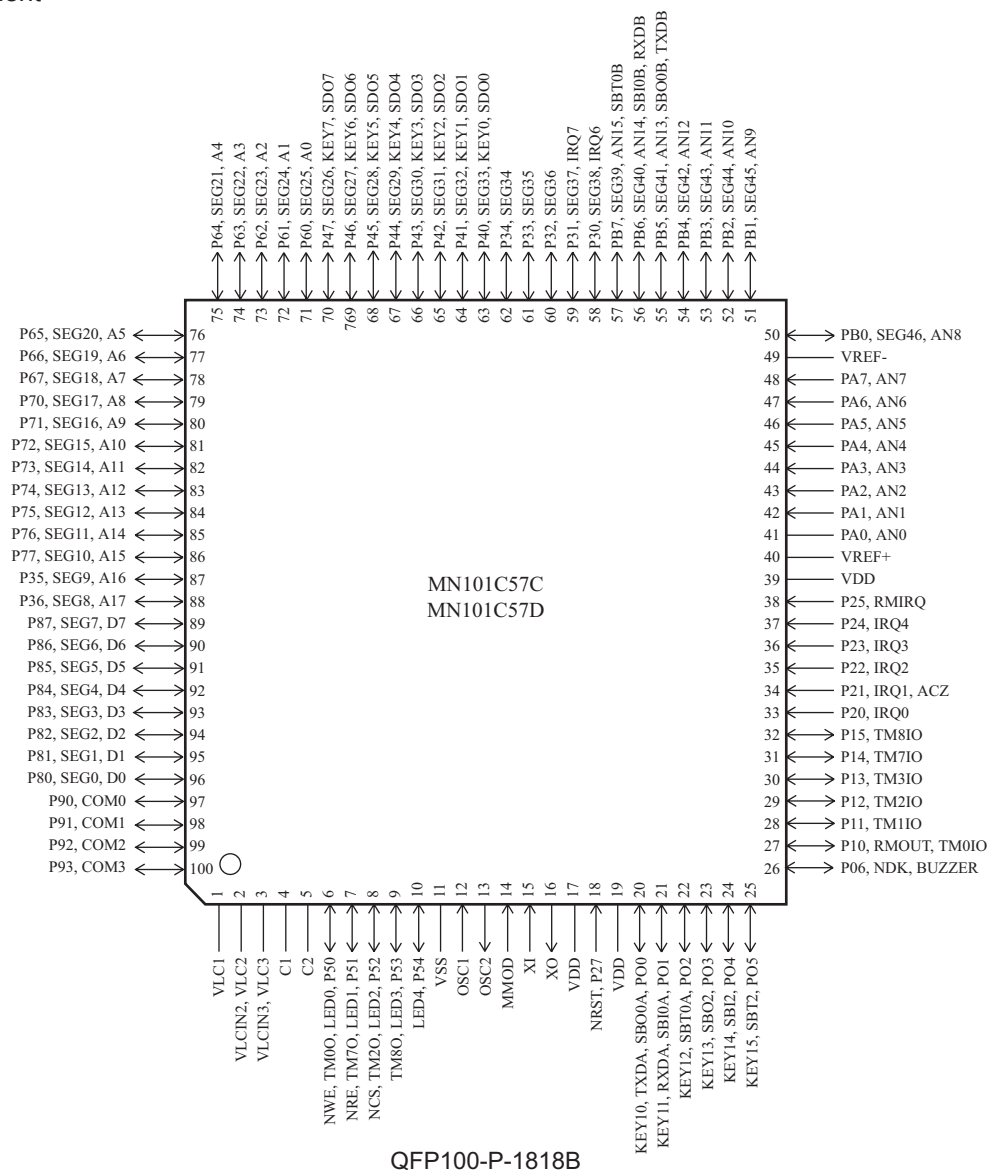 P64, SEG21, A4
P63, SEG22, A3
P62, SEG23, A2
P61, SEG24, A1
P60, SEG25, A0
P47, SEG26, KEY7, SDO7
P46, SEG27, KEY6, SDO6
P45, SEG28, KEY5, SDO5
P44, SEG29, KEY4, SDO4
P43, SEG30, KEY3, SDO3
P42, SEG31, KEY2, SDO2
P41, SEG32, KEY1, SDO1
P40, SEG33, KEY0, SDO0
P34, SEG34
P33, SEG35
P32, SEG36
P31, SEG37, IRQ7
P30, SEG38, IRQ6
PB7, SEG39, AN15, SBT0B
PB6, SEG40, AN14, SBI0B, RXDB
PB5, SEG41, AN13, SBO0B, TXDB
PB4, SEG42, AN12
PB3, SEG43, AN11
PB2, SEG44, AN10
PB1, SEG45, AN9
75 74 73 72 71 70 769 68 67 66 65 64 63 62 61 60 59 58 57 56 55 54 53 52 51
P65, SEG20, A5 76
P66, SEG19, A6 77
P67, SEG18, A7 78
P70, SEG17, A8 79
P71, SEG16, A9 80
P72, SEG15, A10 81
P73, SEG14, A11 82
P74, SEG13, A12 83
P75, SEG12, A13 84
P76, SEG11, A14 85
P77, SEG10, A15 86
P35, SEG9, A16 87
P36, SEG8, A17 88
P87, SEG7, D7 89
P86, SEG6, D6 90
P85, SEG5, D5 91
P84, SEG4, D4 92
P83, SEG3, D3 93
P82, SEG2, D2 94
P81, SEG1, D1 95
P80, SEG0, D0 96
P90, COM0 97
P91, COM1 98
P92, COM2 99
P93, COM3 100
MN101C57C
MN101C57D
50 PB0, SEG46, AN8
49 VREF-
48 PA7, AN7
47 PA6, AN6
46 PA5, AN5
45 PA4, AN4
44 PA3, AN3
43 PA2, AN2
42 PA1, AN1
41 PA0, AN0
40 VREF+
39 VDD
38 P25, RMIRQ
37 P24, IRQ4
36 P23, IRQ3
35 P22, IRQ2
34 P21, IRQ1, ACZ
33 P20, IRQ0
32 P15, TM8IO
31 P14, TM7IO
30 P13, TM3IO
29 P12, TM2IO
28 P11, TM1IO
27 P10, RMOUT, TM0IO
26 P06, NDK, BUZZER
1 2 3 4 5 6 7 8 9 10 11 12 13 14 15 16 17 18 19 20 21 22 23 24 25
VLC1
VLCIN2, VLC2
VLCIN3, VLC3
C1
C2
NWE, TM0O, LED0, P50
NRE, TM7O, LED1, P51
NCS, TM2O, LED2, P52
TM8O, LED3, P53
LED4, P54
VSS
OSC1
OSC2
MMOD
XI
XO
VDD
NRST, P27
VDD
KEY10, TXDA, SBO0A, PO0
KEY11, RXDA, SBI0A, PO1
KEY12, SBT0A, PO2
KEY13, SBO2, PO3
KEY14, SBI2, PO4
KEY15, SBT2, PO5
QFP100-P-1818B